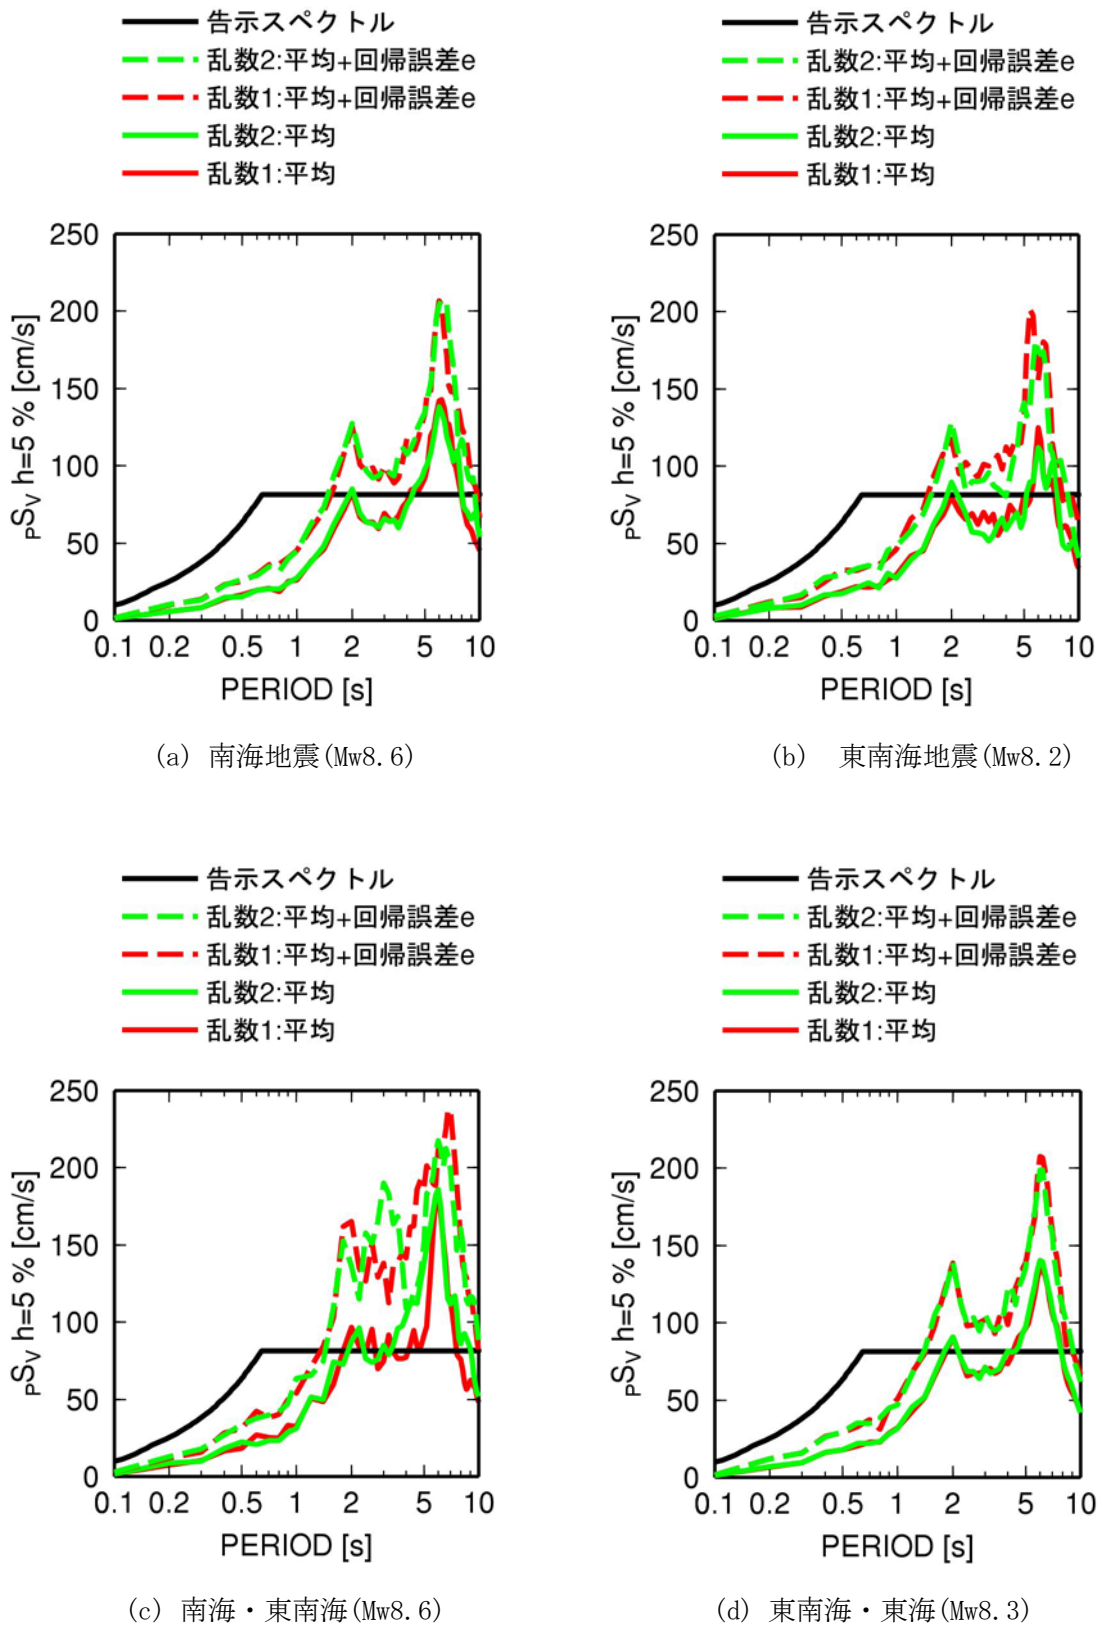 告示スペクトル
乱数2:平均+回帰誤差e
乱数1:平均+回帰誤差e
乱数2:平均
乱数1:平均
250
200
150
100
50
0
PSV h=5 % [cm/s]
0.1 0.2 0.5 1 2 5 10
PERIOD [s]
(a) 南海地震(Mw8.6)
告示スペクトル
乱数2:平均+回帰誤差e
乱数1:平均+回帰誤差e
乱数2:平均
乱数1:平均
250
200
150
100
50
0
PSV h=5 % [cm/s]
0.1 0.2 0.5 1 2 5 10
PERIOD [s]
(b) 東南海地震(Mw8.2)
告示スペクトル
乱数2:平均+回帰誤差e
乱数1:平均+回帰誤差e
乱数2:平均
乱数1:平均
250
200
150
100
50
0
PSV h=5 % [cm/s]
0.1 0.2 0.5 1 2 5 10
PERIOD [s]
(c) 南海・東南海(Mw8.6)
告示スペクトル
乱数2:平均+回帰誤差e
乱数1:平均+回帰誤差e
乱数2:平均
乱数1:平均
250
200
150
100
50
0
PSV h=5 % [cm/s]
0.1 0.2 0.5 1 2 5 10
PERIOD [s]
(d) 東南海・東海(Mw8.3)